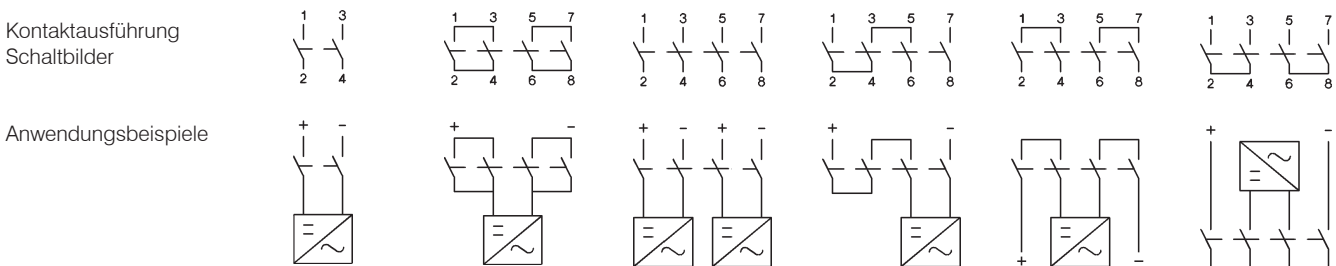 Kontaktausführung
Schaltbilder
1 3 1 3 5 7 1 3 5 7 1 3 5 7 1 3 5 7 1 3 5 7
2 4 2 4 6 8 2 4 6 8 2 4 6 8 2 4 6 8 2 4 6 8
Anwendungsbeispiele
+ − + − + − + − + − + −
= ~ = ~ = ~ = ~ = ~ = ~ = ~
+ −